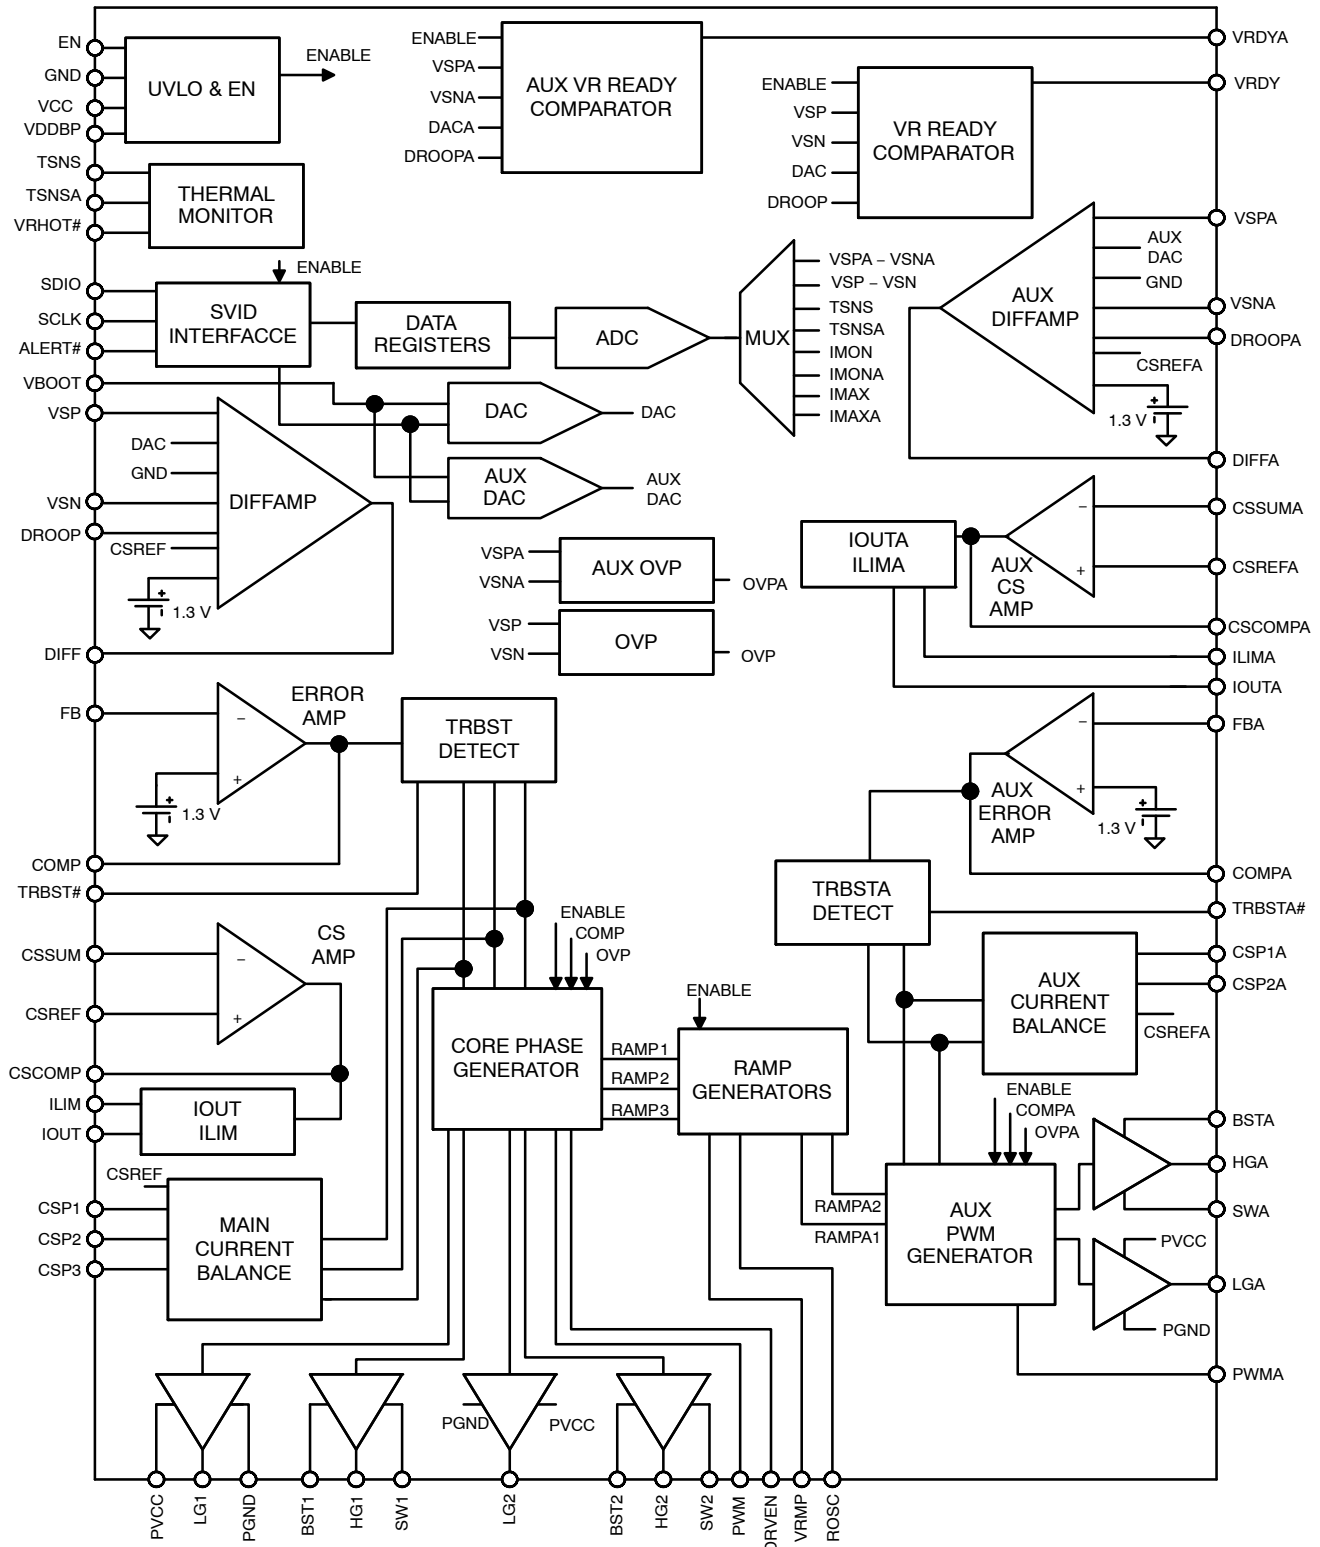 EN
GND
VCC
VDDBP
UVLO & EN
ENABLE
ENABLE
VSPA
VSNA
DACA
DROOPA
AUX VR READY
COMPARATOR
VRDYA
ENABLE
VSP
VSN
DAC
DROOP
VR READY
COMPARATOR
VRDY
TSNS
TSNSA
VRHOT#
THERMAL
MONITOR
ENABLE
SDIO
SCLK
ALERT#
SVID
INTERFACCE
DATA
REGISTERS
ADC
MUX
VSPA – VSNA
VSP – VSN
TSNS
TSNSA
IMON
IMONA
IMAX
IMAXA
VSPA
AUX
DAC
GND
VSNA
DROOPA
CSREFA
1.3 V
AUX
DIFFAMP
DIFFA
VBOOT
VSP
DAC
GND
VSN
DROOP
CSREF
1.3 V
DIFFAMP
DIFF
DAC
DAC
AUX
DAC
AUX
DAC
VSPA
VSNA
AUX OVP
OVPA
VSP
VSN
OVP
OVP
IOUTA
ILIMA
–
+
AUX
CS
AMP
CSSUMA
CSREFA
CSCOMPA
ILIMA
IOUTA
FB
–
+
ERROR
AMP
1.3 V
TRBST
DETECT
COMP
TRBST#
FBA
–
+
AUX
ERROR
AMP
1.3 V
COMPA
TRBSTA
DETECT
TRBSTA#
CSSUM
CSREF
–
+
CS
AMP
CSCOMP
ILIM
IOUT
IOUT
ILIM
ENABLE
COMP
OVP
CORE PHASE
GENERATOR
RAMP1
RAMP2
RAMP3
ENABLE
RAMP
GENERATORS
AUX
CURRENT
BALANCE
CSP1A
CSP2A
CSREFA
ENABLE
COMPA
OVPA
RAMPA2
RAMPA1
AUX
PWM
GENERATOR
BSTA
HGA
SWA
PVCC
LGA
PGND
PWMA
CSREF
CSP1
CSP2
CSP3
MAIN
CURRENT
BALANCE
PGND
PVCC
PVCC
LG1
PGND
BST1
HG1
SW1
LG2
BST2
HG2
SW2
PWM
DRVEN
VRMP
ROSC